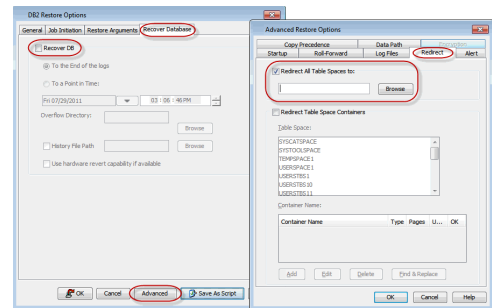 DB2 Restore Options
General Job Initiation Restore Arguments Recover Database
Recover DB
To the End of the logs
To a Point in Time:
Fri 07/29/2011 03 : 06 : 46 PM
Overflow Directory:
Browse
History File Path Browse
Use hardware revert capability if available
OK Cancel Advanced Save As Script
Advanced Restore Options
Copy Precedence Data Path
Startup Roll-Forward Log Files Redirect Alert
Redirect All Table Spaces to:
Browse
Redirect Table Space Containers
Table Space:
SYSCATSPACE
SYSTOOLSPACE
TEMPSPACE1
USERSPACE1
USERSTBS1
USERSTBS10
USERSTBS11
Container Name:
Container Name Type Pages U... OK
Add Edit Delete Find & Replace
OK Cancel Help